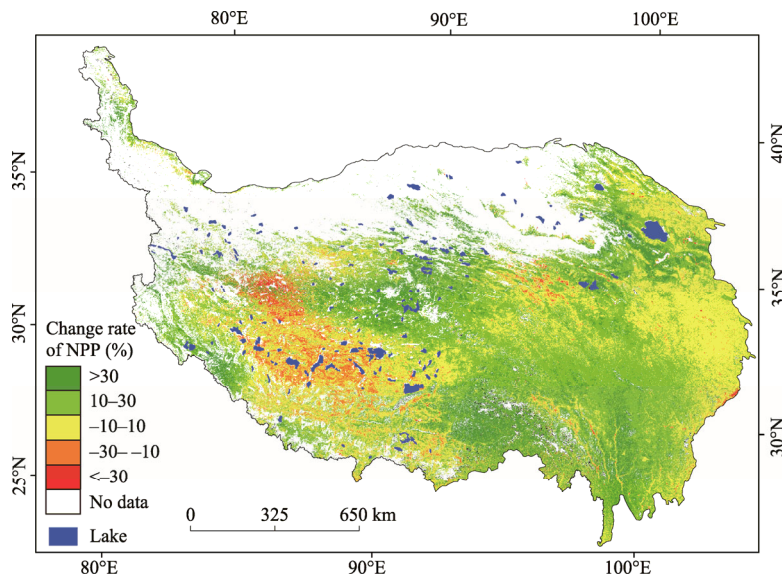 80°E 90°E 100°E
35°N 40°N
30°N 35°N
25°N 30°N
Change rate
of NPP (%)
>30
10–30
–10–10
–30–  –10
<–30
No data
Lake
0 325 650 km
80°E 90°E 100°E